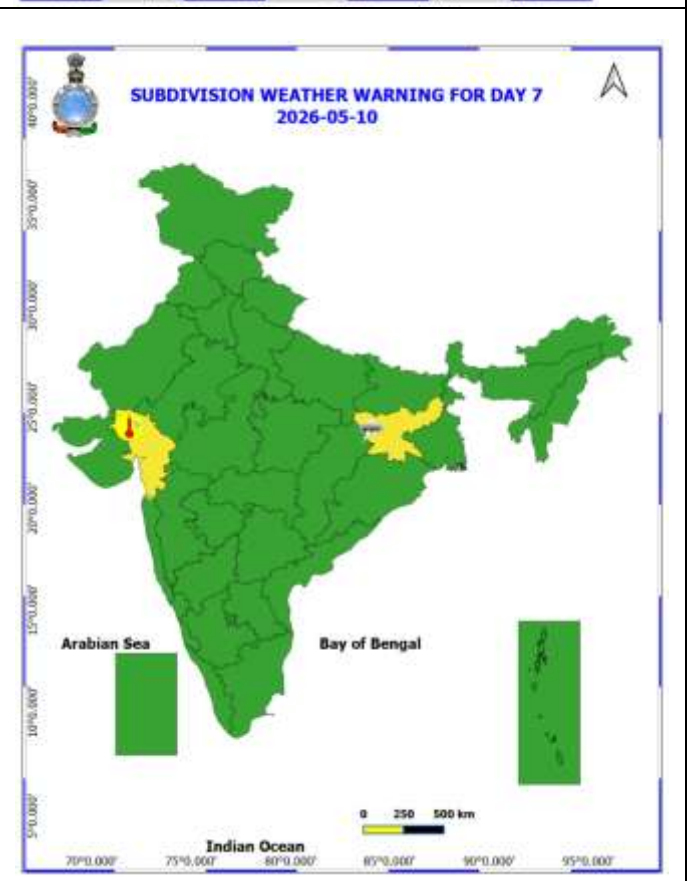 SUBDIVISION WEATHER WARNING FOR DAY 7
2026-05-10
40°0.000'
35°0.000'
30°0.000'
25°0.000'
20°0.000'
15°0.000'
10°0.000'
5°0.000'
Arabian Sea
Bay of Bengal
0 250 500 km
Indian Ocean
70°0.000' 75°0.000' 80°0.000' 85°0.000' 90°0.000' 95°0.000'